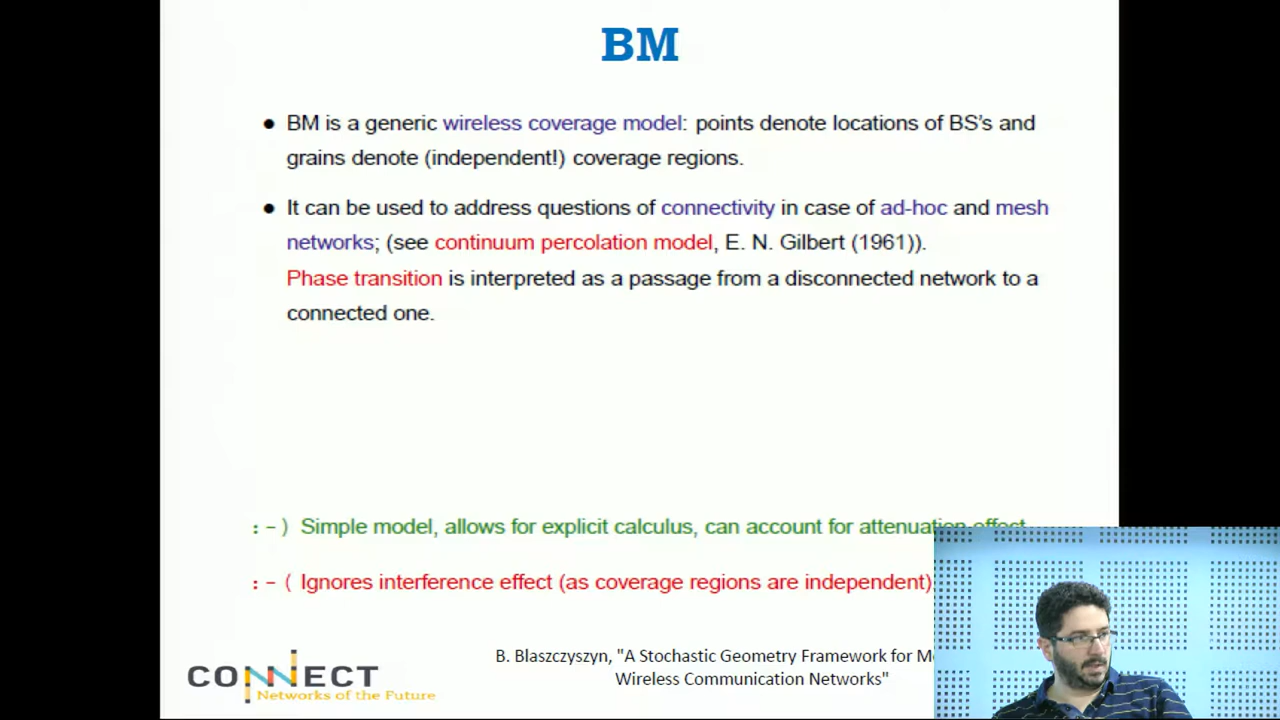 BM
● BM is a generic wireless coverage model: points denote locations of BS's and
grains denote (independent!) coverage regions.
● It can be used to address questions of connectivity in case of ad-hoc and mesh
networks; (see continuum percolation model, E. N. Gilbert (1961)).
Phase transition is interpreted as a passage from a disconnected network to a
connected one.
:-) Simple model, allows for explicit calculus, can account for attenuation effect
:-( Ignores interference effect (as coverage regions are independent)
B. Blaszczyszyn, "A Stochastic Geometry Framework for
Wireless Communication Networks"
CONNECT
Networks of the Future